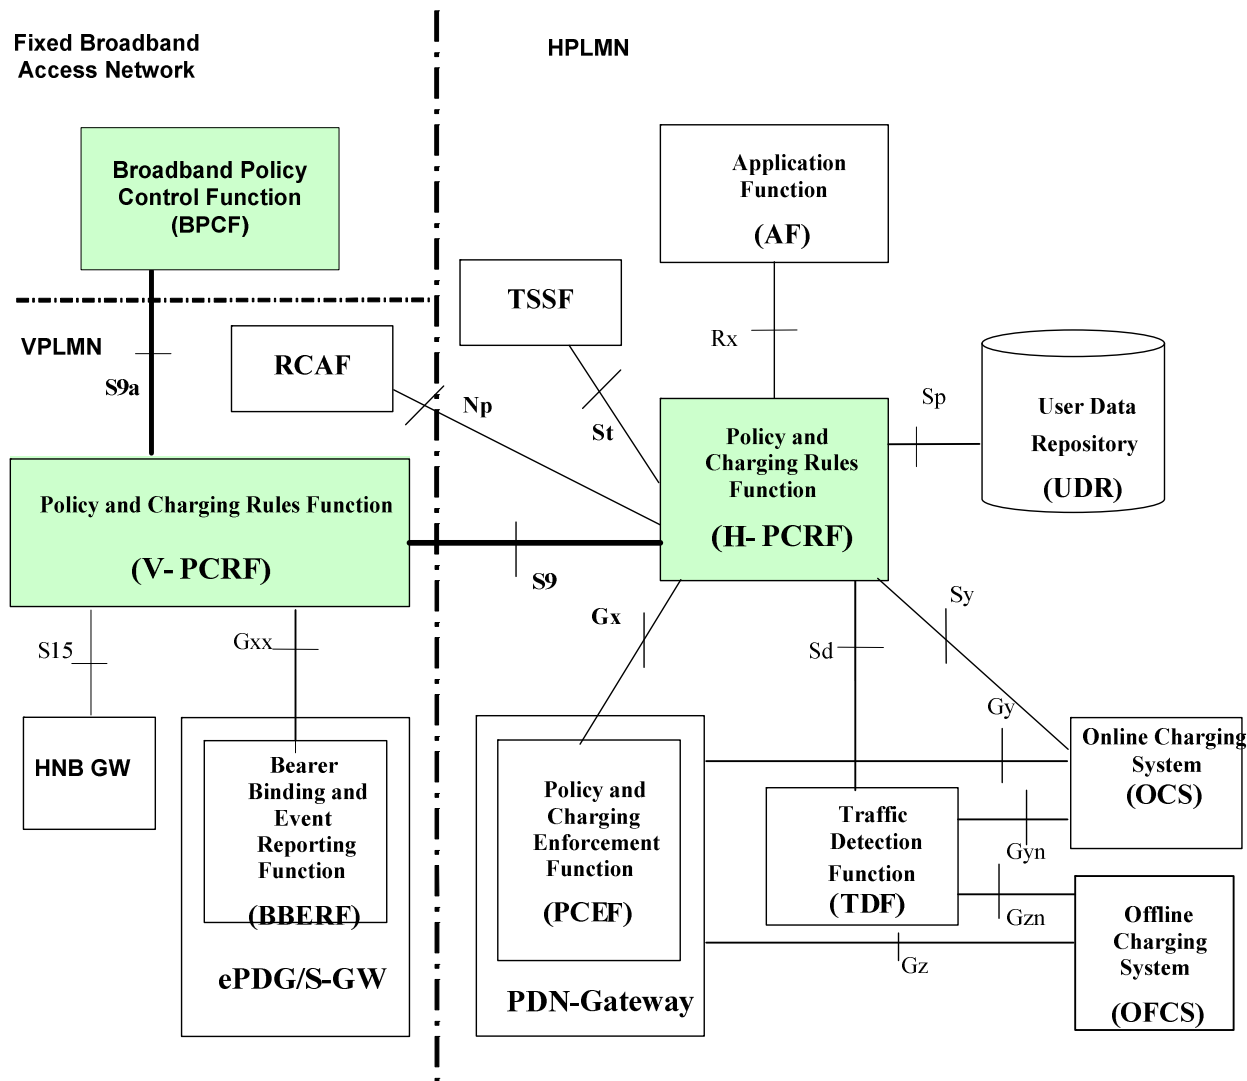 Fixed Broadband
Access Network
HPLMN
Broadband Policy
Control Function
(BPCF)
Application
Function
(AF)
TSSF
VPLMN
RCAF
S9a
Np
St
Rx
Sp
User Data
Repository
(UDR)
Policy and
Charging Rules
Function
(H- PCRF)
Policy and Charging Rules Function
(V- PCRF)
S9
S15
Gxx
Gx
Sd
Sy
Gy
HNB GW
Bearer
Binding and
Event
Reporting
Function
(BBERF)
ePDG/S-GW
Policy and
Charging
Enforcement
Function
(PCEF)
PDN-Gateway
Traffic
Detection
Function
(TDF)
Online Charging
System
(OCS)
Gyn
Gzn
Gz
Offline
Charging
System
(OFCS)